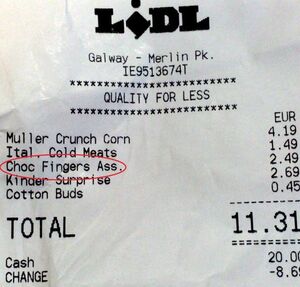 LIDL
Galway - Merlin Pk.
IE9513674T
********************
QUALITY FOR LESS
********************
EUR
Muller Crunch Corn 4.19
Ital. Cold Meats 1.49
Choc Fingers Ass. 2.49
Kinder Surprise 2.69
Cotton Buds 0.45
TOTAL 11.31
Cash 20.00
CHANGE -8.69